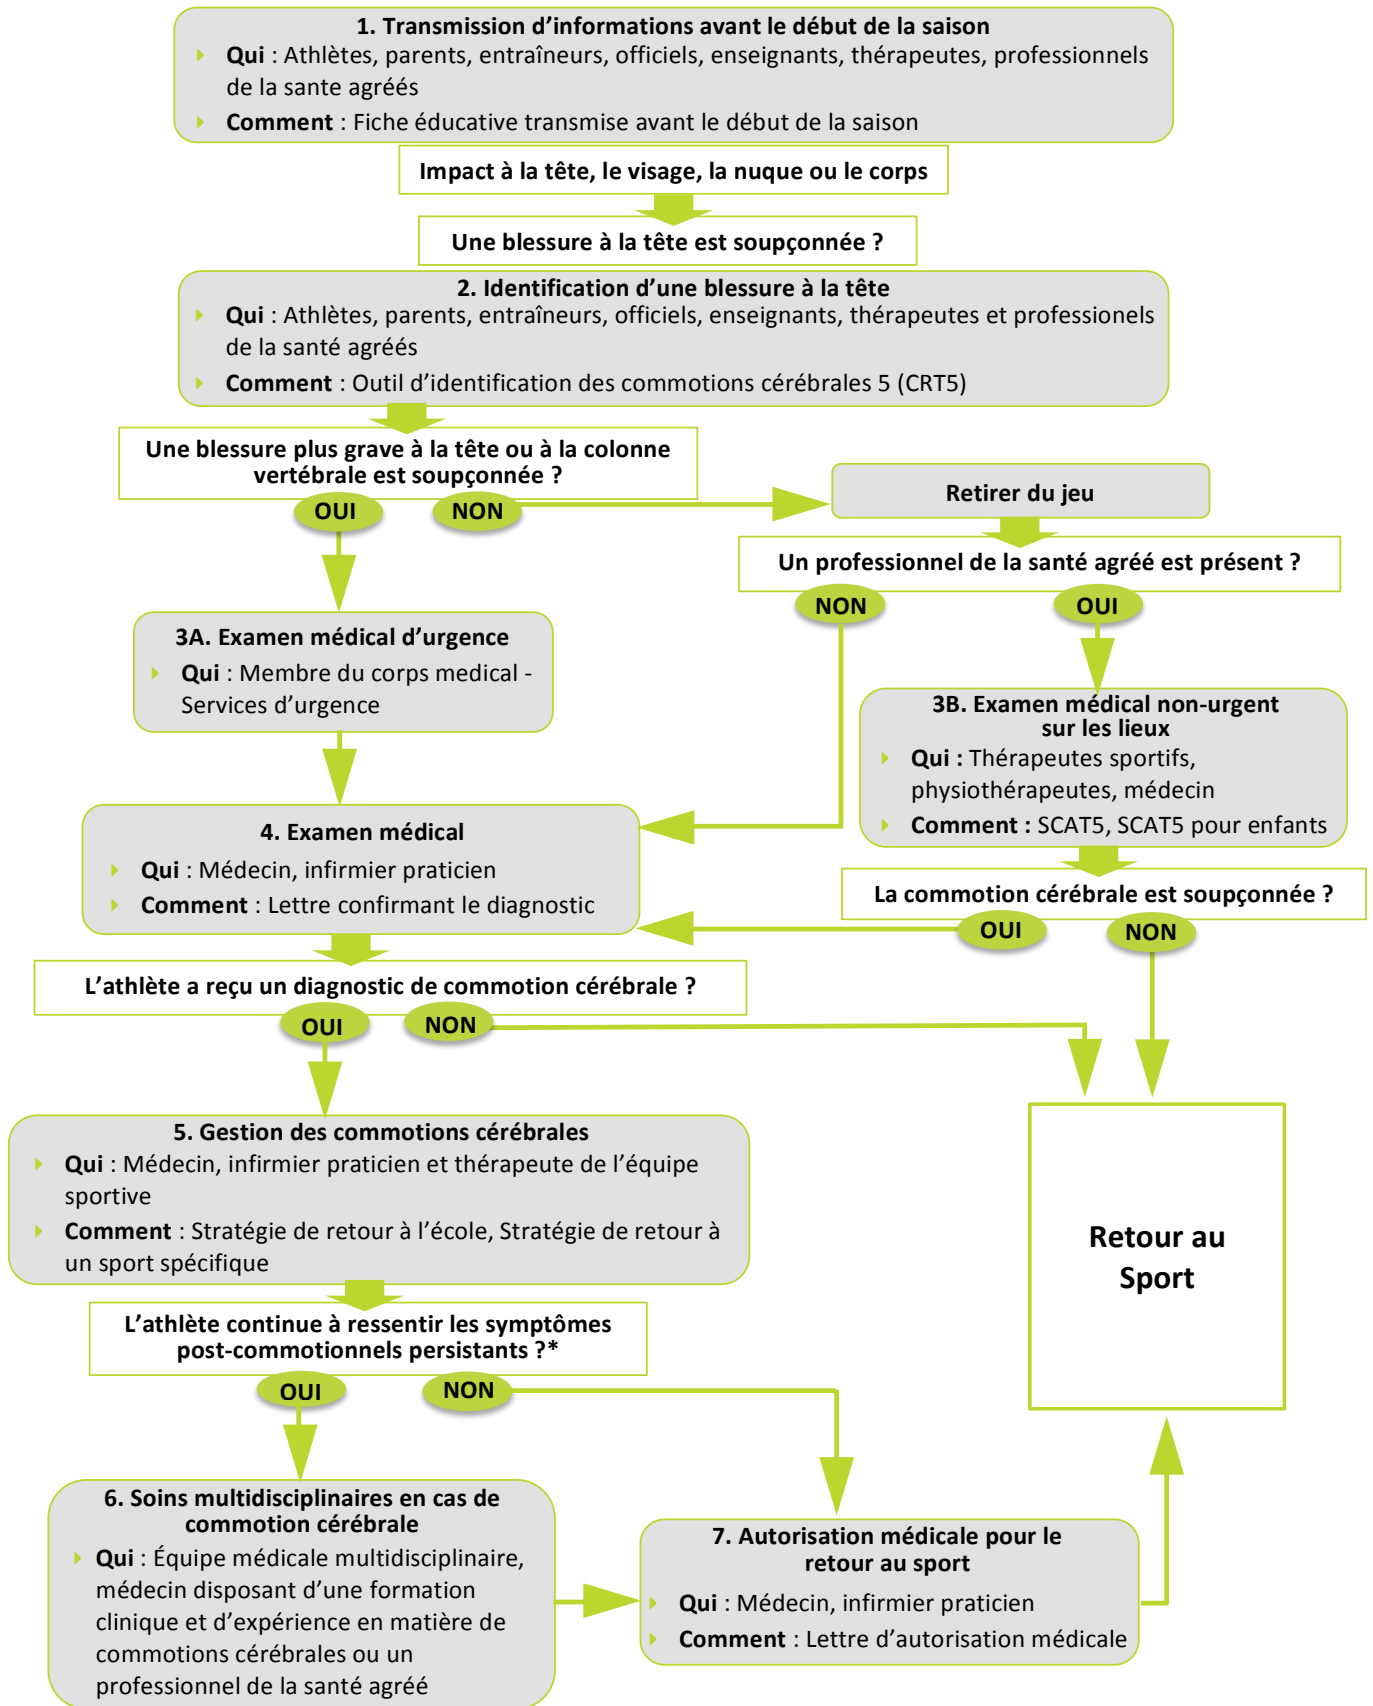 1. Transmission d’informations avant le début de la saison
Qui : Athlètes, parents, entraîneurs, officiels, enseignants, thérapeutes, professionnels
de la sante agréés
Comment : Fiche éducative transmise avant le début de la saison
Impact à la tête, le visage, la nuque ou le corps
Une blessure à la tête est soupçonnée ?
2. Identification d’une blessure à la tête
Qui : Athlètes, parents, entraîneurs, officiels, enseignants, thérapeutes et professionels
de la santé agréés
Comment : Outil d’identification des commotions cérébrales 5 (CRT5)
Une blessure plus grave à la tête ou à la colonne
vertébrale est soupçonnée ?
OUI
NON
Retirer du jeu
Un professionnel de la santé agréé est présent ?
NON
OUI
3A. Examen médical d’urgence
Qui : Membre du corps medical -
Services d’urgence
3B. Examen médical non-urgent
sur les lieux
Qui : Thérapeutes sportifs,
physiothérapeutes, médecin
Comment : SCAT5, SCAT5 pour enfants
4. Examen médical
Qui : Médecin, infirmier praticien
Comment : Lettre confirmant le diagnostic
La commotion cérébrale est soupçonnée ?
OUI
NON
L’athlète a reçu un diagnostic de commotion cérébrale ?
OUI
NON
5. Gestion des commotions cérébrales
Qui : Médecin, infirmier praticien et thérapeute de l’équipe
sportive
Comment : Stratégie de retour à l’école, Stratégie de retour à
un sport spécifique
Retour au
Sport
L’athlète continue à ressentir les symptômes
post-commotionnels persistants ?*
OUI
NON
6. Soins multidisciplinaires en cas de
commotion cérébrale
Qui : Équipe médicale multidisciplinaire,
médecin disposant d’une formation
clinique et d’expérience en matière de
commotions cérébrales ou un
professionnel de la santé agréé
7. Autorisation médicale pour le
retour au sport
Qui : Médecin, infirmier praticien
Comment : Lettre d’autorisation médicale